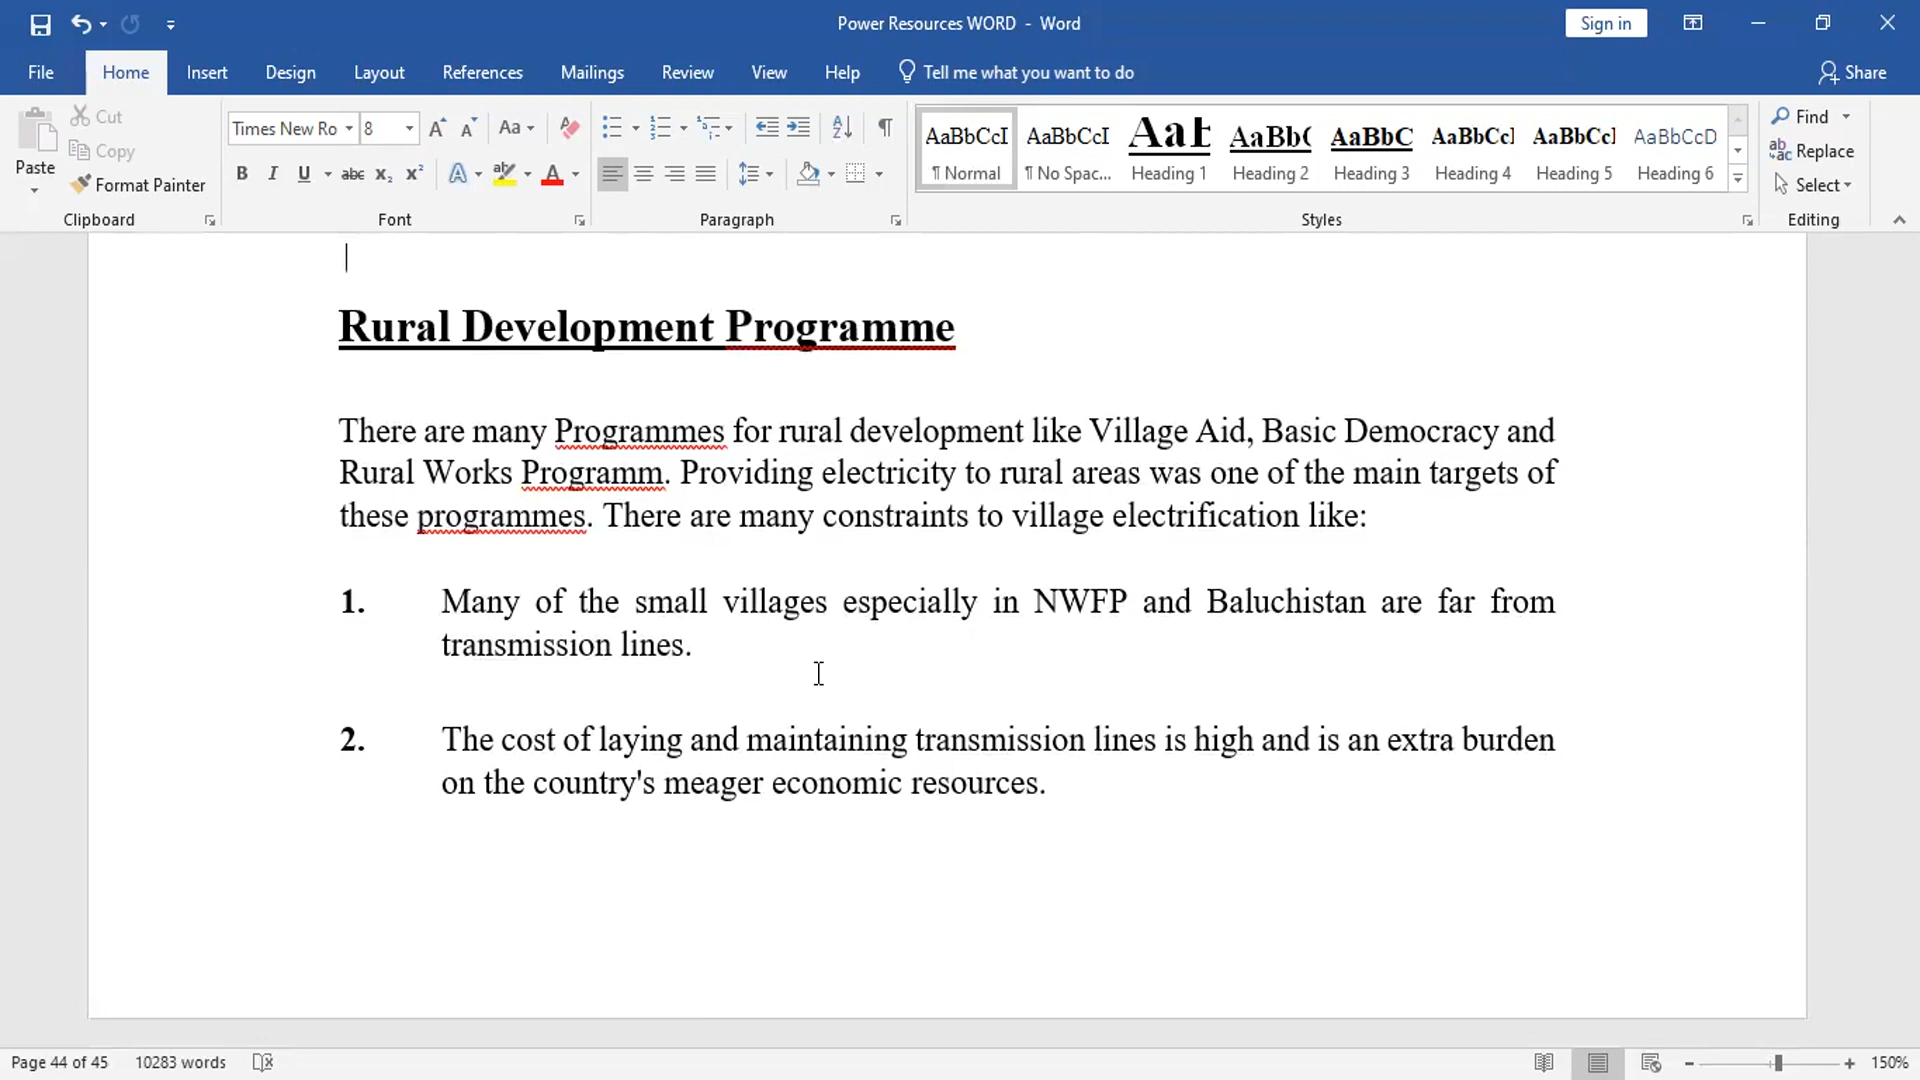 Power Resources WORD - Word
Sign in
File Home Insert Design Layout References Mailings Review View Help Tell me what you want to do Share
Paste Cut Copy Format Painter
Times New Ro 8 Aa
B I U abc x₂ x² A ab A
AaBbCcI AaBbCcI AaB AaBb( AaBbC AaBbCcI AaBbCcI AaBbCcD
¶ Normal ¶ No Spac... Heading 1 Heading 2 Heading 3 Heading 4 Heading 5 Heading 6
Find Replace Select
Clipboard Font Paragraph Styles Editing
Rural Development Programme
There are many Programmes for rural development like Village Aid, Basic Democracy and
Rural Works Programm. Providing electricity to rural areas was one of the main targets of
these programmes. There are many constraints to village electrification like:
1. Many of the small villages especially in NWFP and Baluchistan are far from
transmission lines.
2. The cost of laying and maintaining transmission lines is high and is an extra burden
on the country's meager economic resources.
Page 44 of 45 10283 words 150%